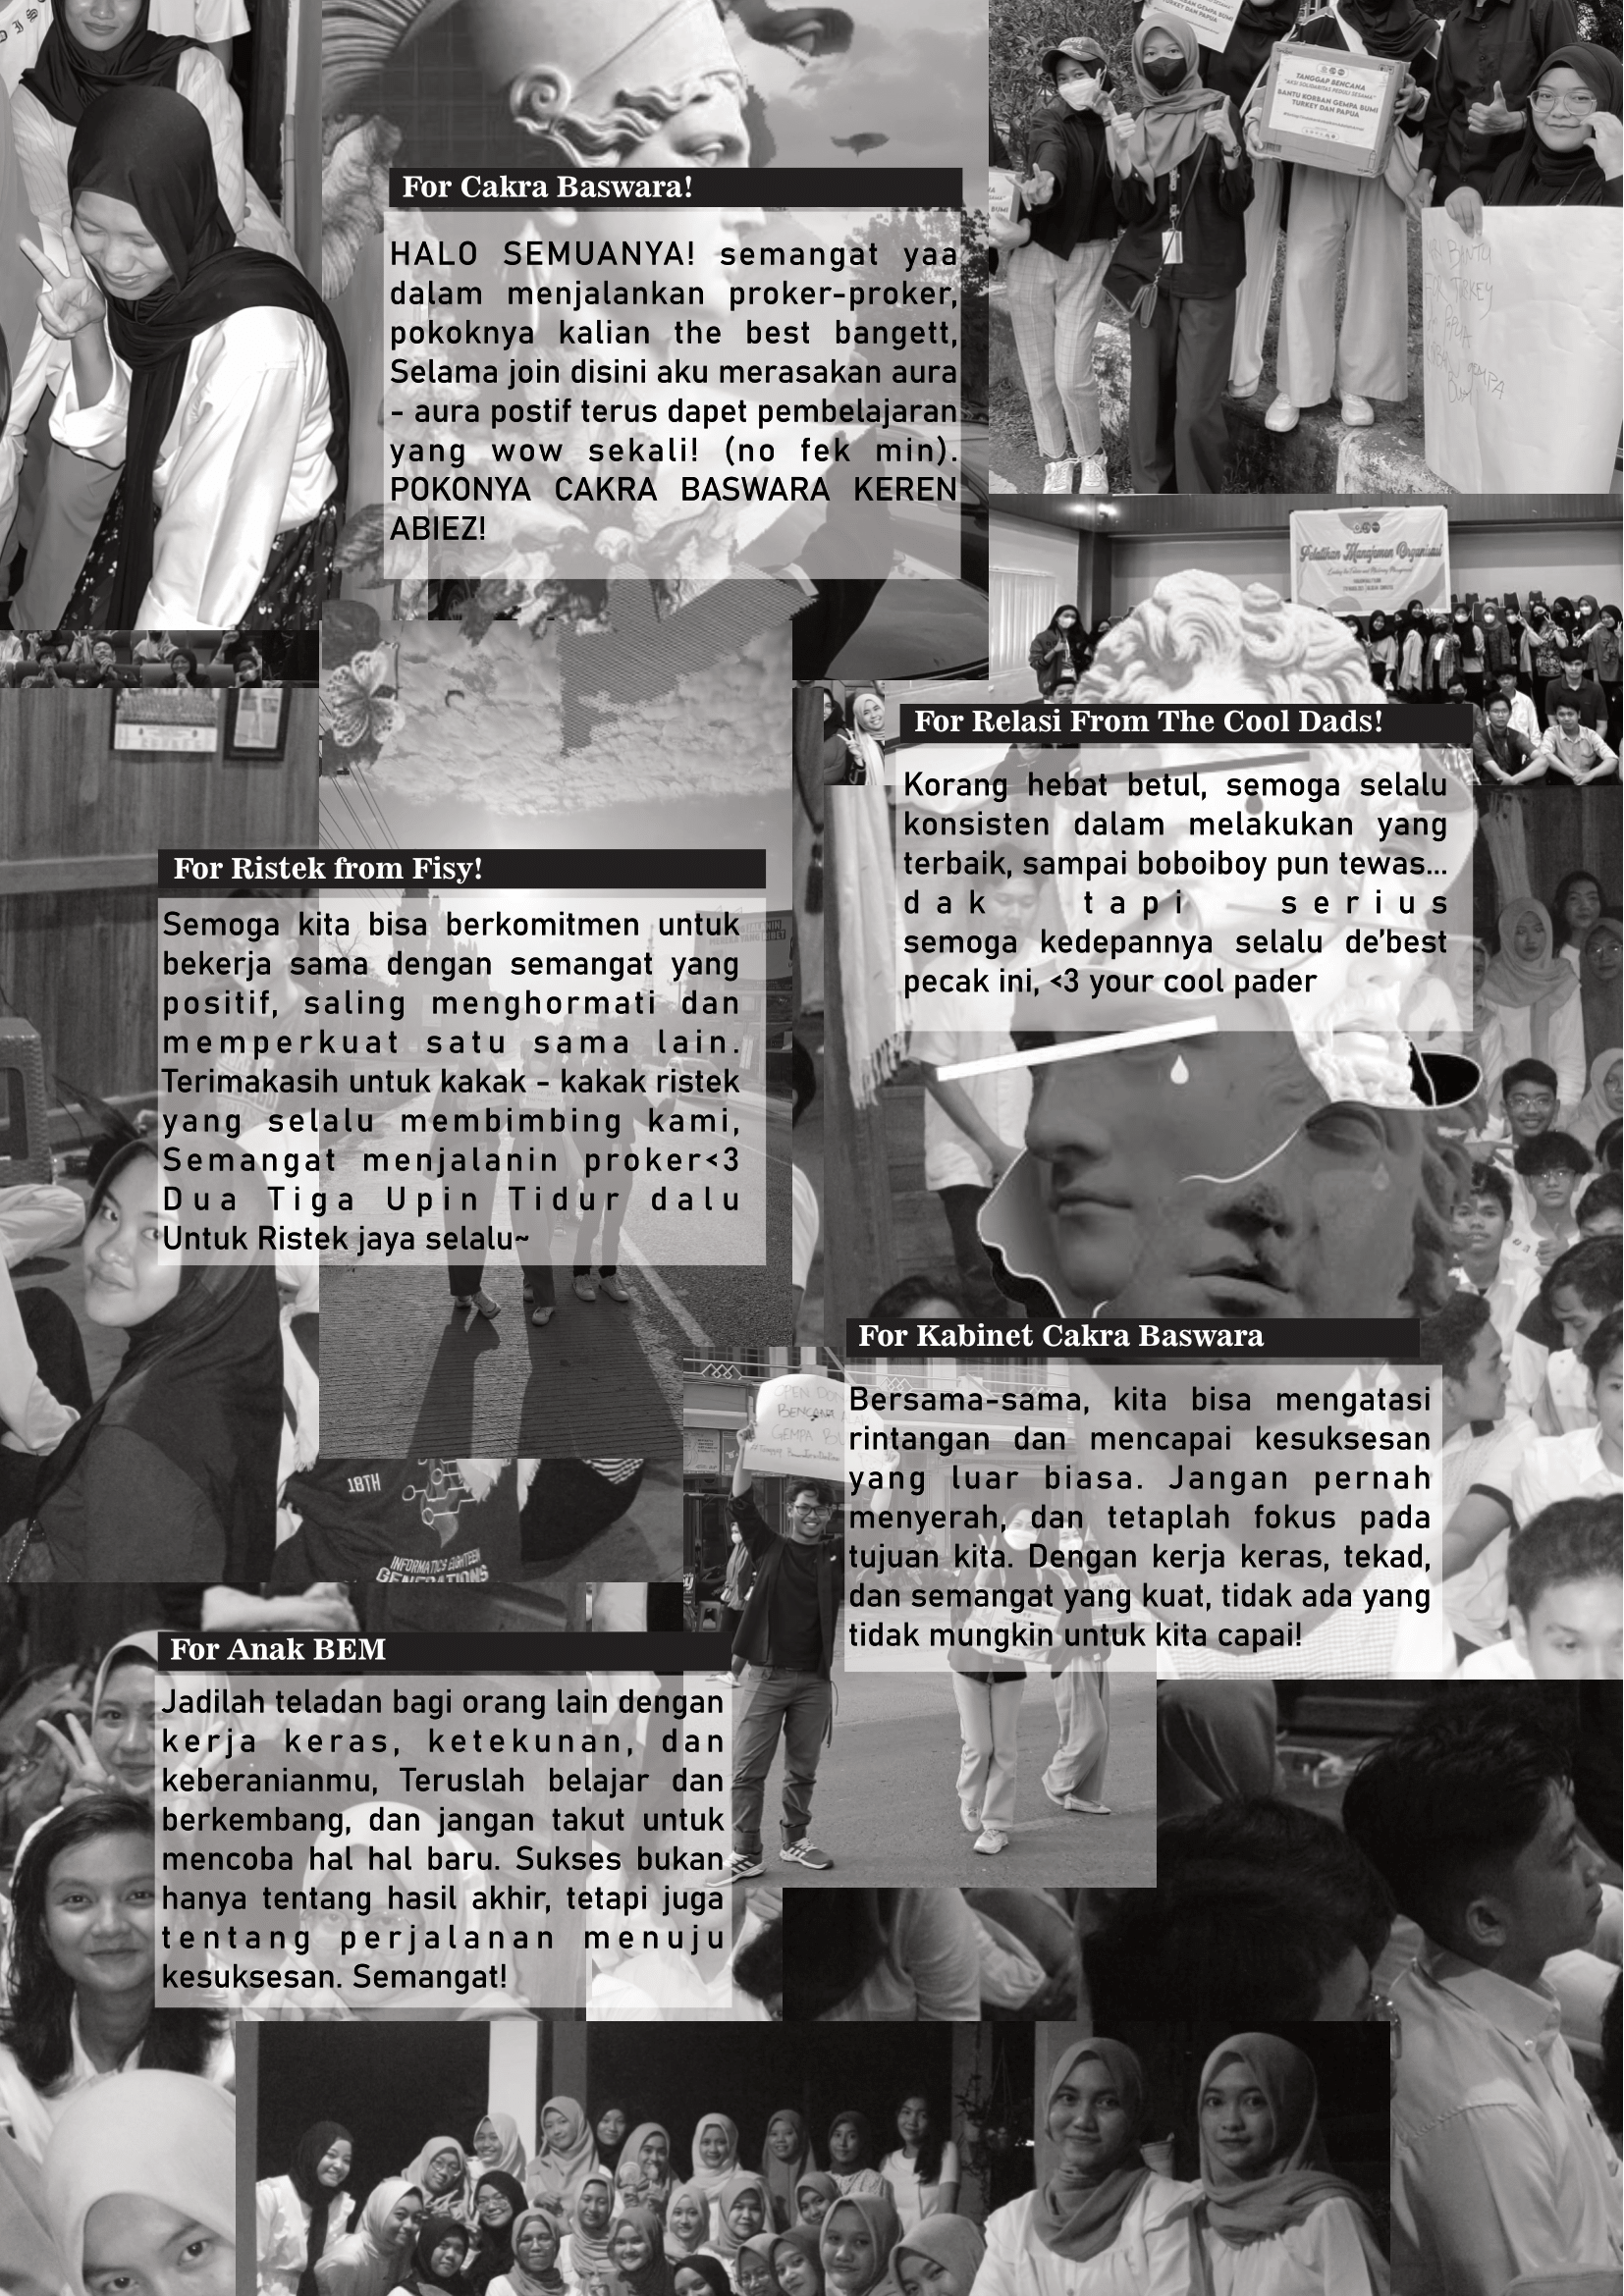 TANGGAP BENCANA
"AKSI SOLIDARITAS PEDULI SESAMA"
BANTU KORBAN GEMPA BUMI
TURKEY DAN PAPUA
For Cakra Baswara!
HALO SEMUANYA! semangat yaa
dalam menjalankan proker-proker,
pokoknya kalian the best bangett,
Selama join disini aku merasakan aura
- aura postif terus dapet pembelajaran
yang wow sekali! (no fek min).
POKONYA CAKRA BASWARA KEREN
ABIEZ!
Pelatihan Manajemen Organisasi
For Relasi From The Cool Dads!
Korang hebat betul, semoga selalu
konsisten dalam melakukan yang
terbaik, sampai boboiboy pun tewas...
dak tapi serius
semoga kedepannya selalu de'best
pecak ini, <3 your cool pader
For Ristek from Fisy!
Semoga kita bisa berkomitmen untuk
bekerja sama dengan semangat yang
positif, saling menghormati dan
memperkuat satu sama lain.
Terimakasih untuk kakak - kakak ristek
yang selalu membimbing kami,
Semangat menjalanin proker<3
Dua Tiga Upin Tidur dalu
Untuk Ristek jaya selalu~
For Kabinet Cakra Baswara
Bersama-sama, kita bisa mengatasi
rintangan dan mencapai kesuksesan
yang luar biasa. Jangan pernah
menyerah, dan tetaplah fokus pada
tujuan kita. Dengan kerja keras, tekad,
dan semangat yang kuat, tidak ada yang
tidak mungkin untuk kita capai!
18TH
INFORMATICS EIGHTEEN
GENERATIONS
For Anak BEM
Jadilah teladan bagi orang lain dengan
kerja keras, ketekunan, dan
keberanianmu, Teruslah belajar dan
berkembang, dan jangan takut untuk
mencoba hal hal baru. Sukses bukan
hanya tentang hasil akhir, tetapi juga
tentang perjalanan menuju
kesuksesan. Semangat!